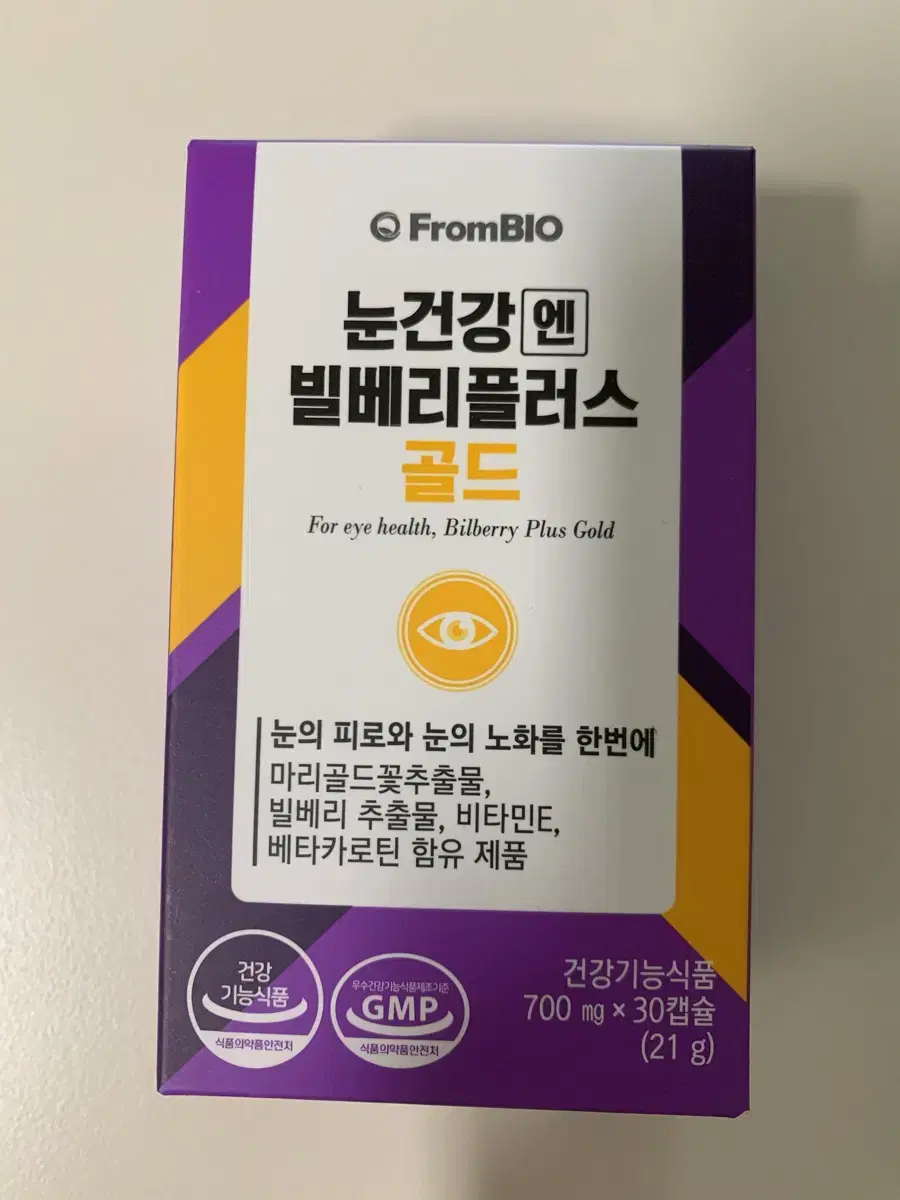 FromBIO
눈건강엔
빌베리플러스
골드
For eye health, Bilberry Plus Gold
눈의 피로와 눈의 노화를 한번에
마리골드꽃추출물,
빌베리 추출물, 비타민E,
베타카로틴 함유 제품
건강
기능식품
식품의약품안전처
우수건강기능식품제조기준
GMP
식품의약품안전처
건강기능식품
700 mg × 30캡슐
(21 g)